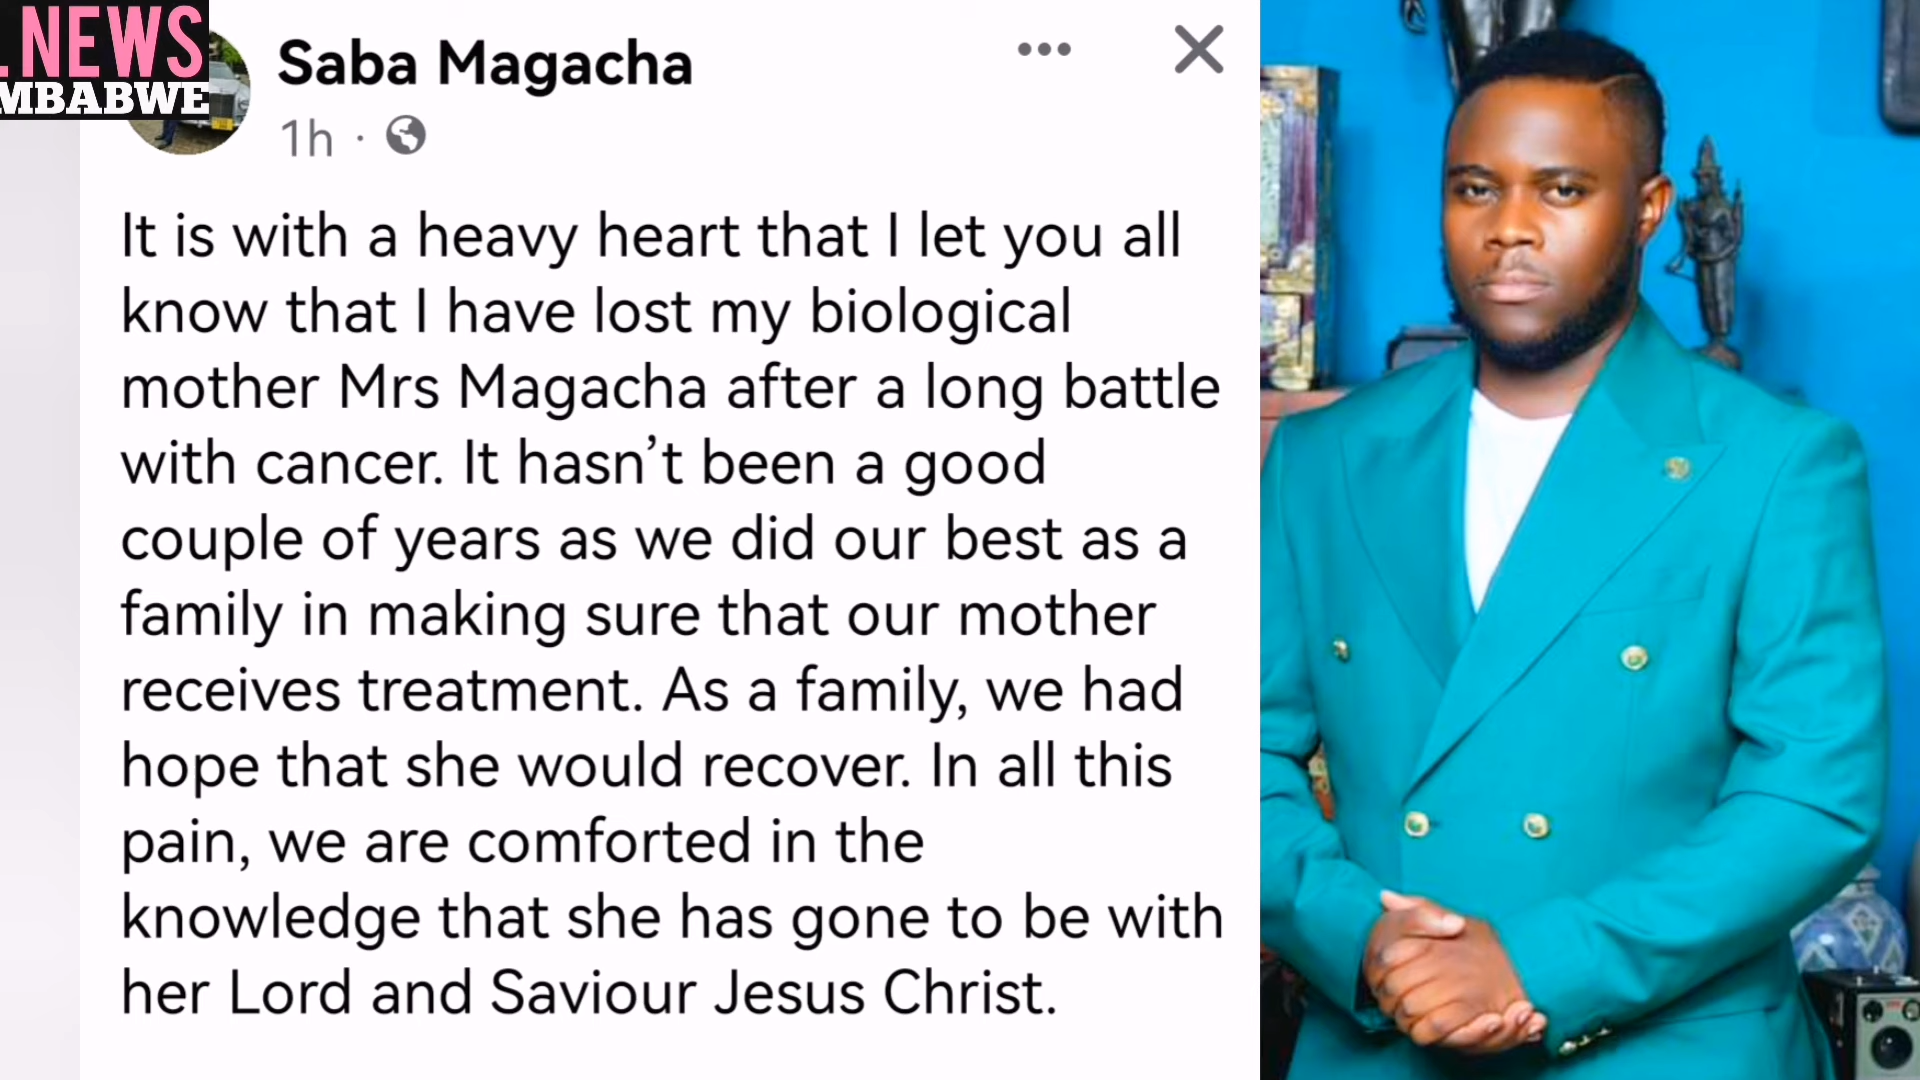 .NEWS
MBABWE
Saba Magacha
1h ·
It is with a heavy heart that I let you all
know that I have lost my biological
mother Mrs Magacha after a long battle
with cancer. It hasn’t been a good
couple of years as we did our best as a
family in making sure that our mother
receives treatment. As a family, we had
hope that she would recover. In all this
pain, we are comforted in the
knowledge that she has gone to be with
her Lord and Saviour Jesus Christ.